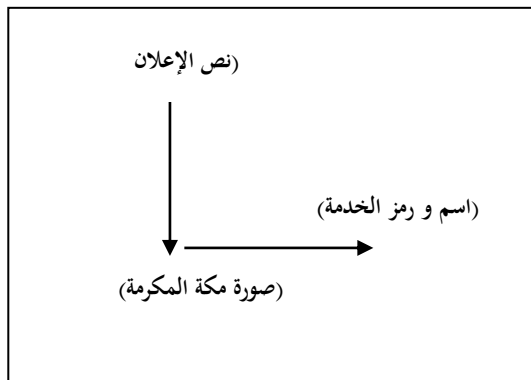 (نص الإعلان
(اسم و رمز الخدمة)
(صورة مكة المكرمة)